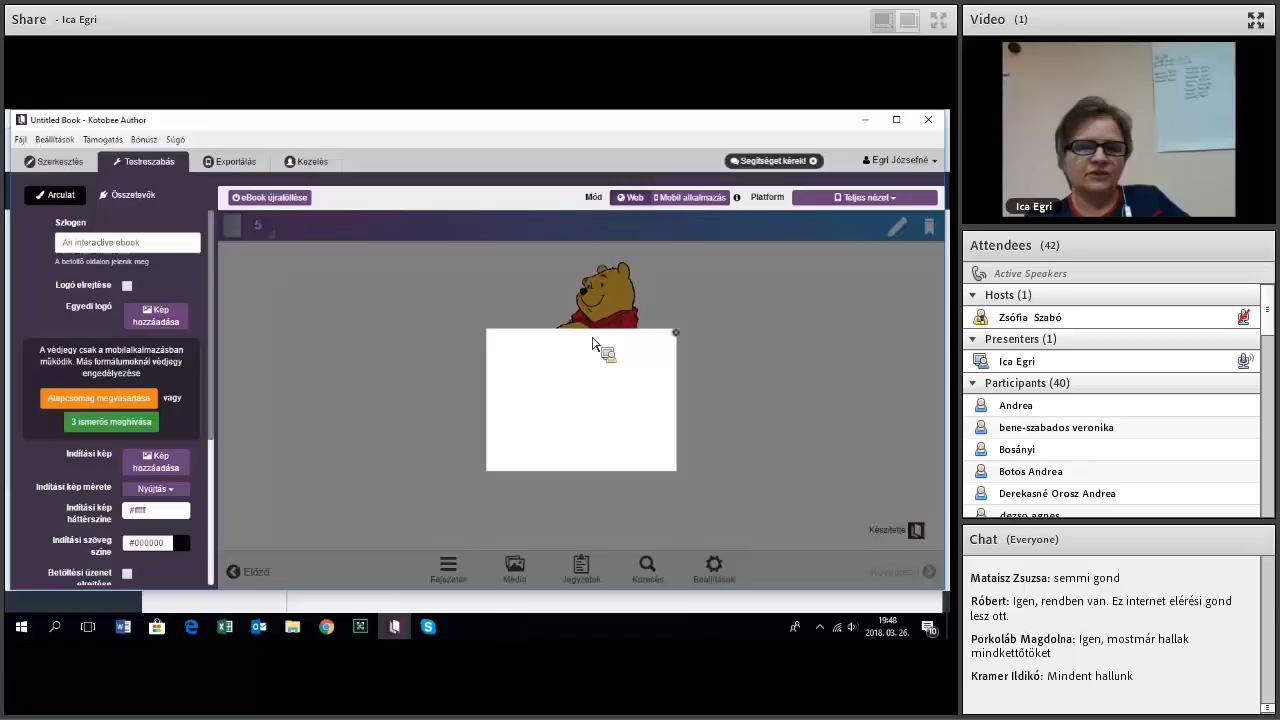 Share - Ica Egri
Video (1)
Ica Egri
Untitled Book - Kotobee Author
Fájl Beállítások Támogatás Bónusz Súgó
Szerkesztés Testreszabás Exportálás Kezelés Segítséget kérek! Egri Józsefné
Arculat Összetevők eBook újratöltése Mód Web Mobil alkalmazás Platform Teljes nézet
Szlogen
An interactive ebook
A betöltő oldalon jelenik meg
Logó elrejtése
Egyedi logó
Kép
hozzáadása
A védjegy csak a mobilalkalmazásban
működik. Más formátumoknál védjegy
engedélyezése
Alapcsomag megvásárlása vagy
3 ismerős meghívása
Indítási kép
Kép
hozzáadása
Indítási kép mérete Nyújtás
Indítási kép
háttérszíne
#ffffff
Indítási szöveg
színe
#000000
Betöltési üzenet
elrejtése
5
Készítette
Előző Fejezetek Média Jegyzetek Keresés Beállítások
19:48
2018. 03. 26.
10
Attendees (42)
Active Speakers
Hosts (1)
Zsófia Szabó
Presenters (1)
Ica Egri
Participants (40)
Andrea
bene-szabados veronika
Bosányi
Botos Andrea
Derekasné Orosz Andrea
dezso agnes
Chat (Everyone)
Mataisz Zsuzsa: semmi gond
Róbert: Igen, rendben van. Ez internet elérési gond
lesz ott.
Porkoláb Magdolna: Igen, mostmár hallak
mindkettőtöket
Kramer Ildikó: Mindent hallunk